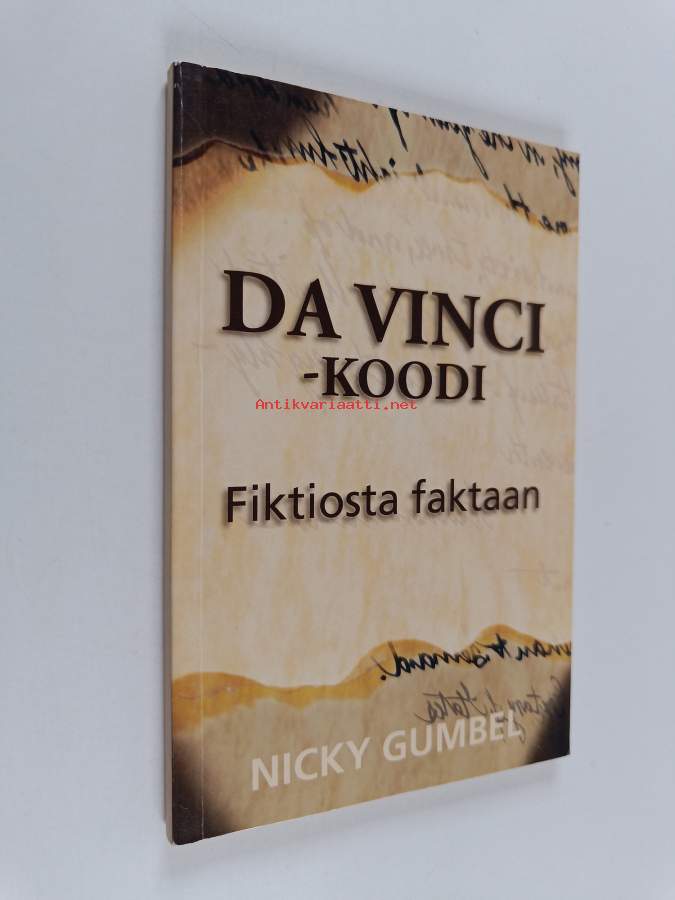 DA VINCI
-KOODI
Antikvariaatti.net
Fiktiosta faktaan
NICKY GUMBEL